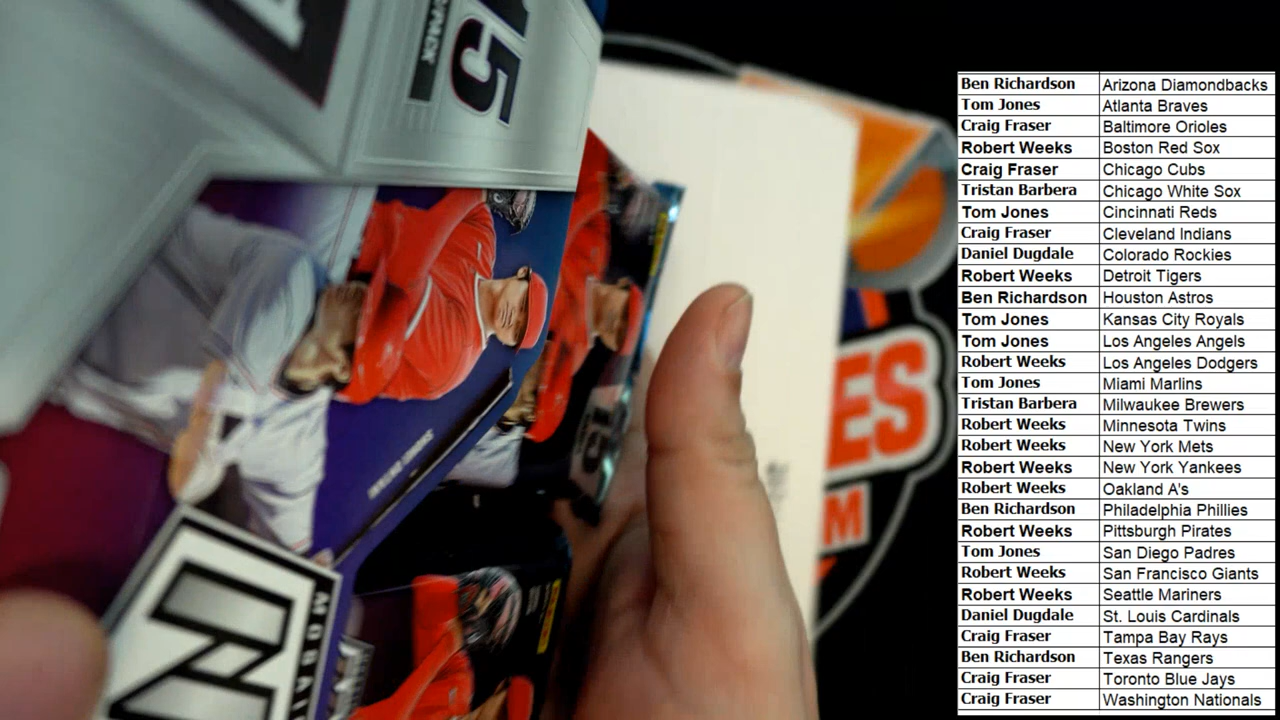 15
15
N
MOSAIC
ES
M
Ben Richardson Arizona Diamondbacks
Tom Jones Atlanta Braves
Craig Fraser Baltimore Orioles
Robert Weeks Boston Red Sox
Craig Fraser Chicago Cubs
Tristan Barbera Chicago White Sox
Tom Jones Cincinnati Reds
Craig Fraser Cleveland Indians
Daniel Dugdale Colorado Rockies
Robert Weeks Detroit Tigers
Ben Richardson Houston Astros
Tom Jones Kansas City Royals
Tom Jones Los Angeles Angels
Robert Weeks Los Angeles Dodgers
Tom Jones Miami Marlins
Tristan Barbera Milwaukee Brewers
Robert Weeks Minnesota Twins
Robert Weeks New York Mets
Robert Weeks New York Yankees
Robert Weeks Oakland A's
Ben Richardson Philadelphia Phillies
Robert Weeks Pittsburgh Pirates
Tom Jones San Diego Padres
Robert Weeks San Francisco Giants
Robert Weeks Seattle Mariners
Daniel Dugdale St. Louis Cardinals
Craig Fraser Tampa Bay Rays
Ben Richardson Texas Rangers
Craig Fraser Toronto Blue Jays
Craig Fraser Washington Nationals